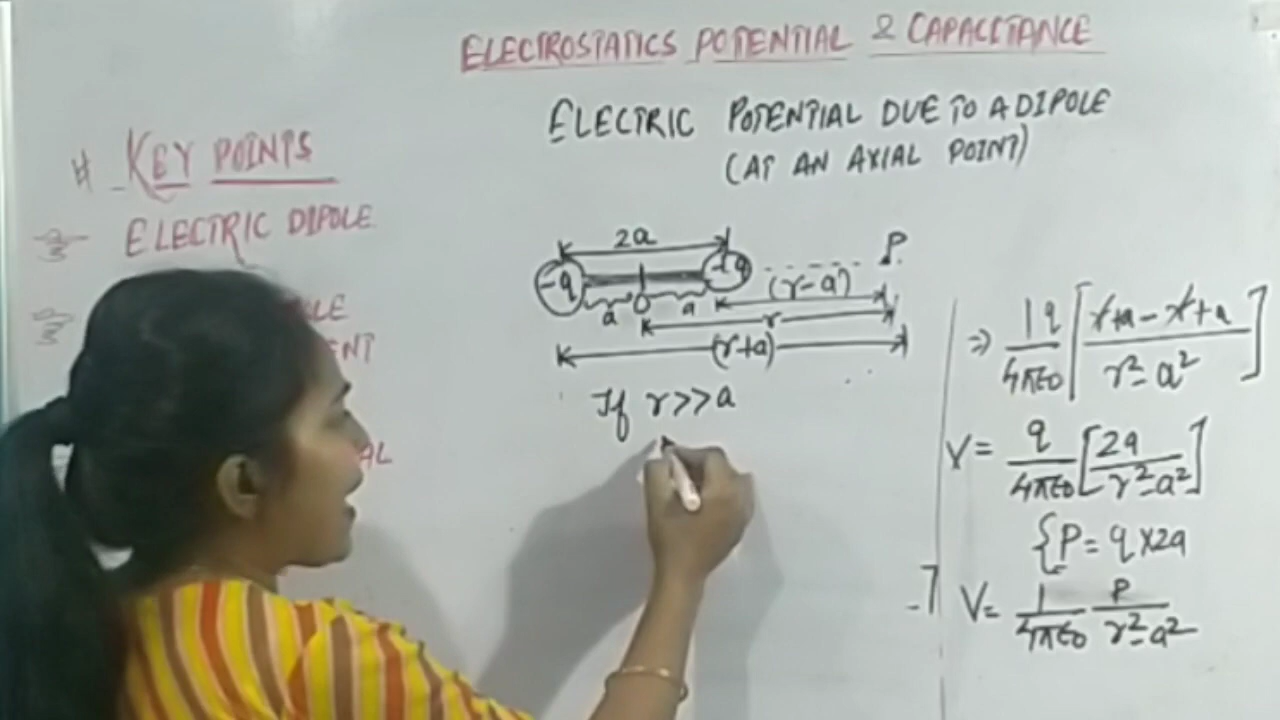 ELECTROSTATICS POTENTIAL & CAPACITANCE
ELECTRIC POTENTIAL DUE TO A DIPOLE
(AT AN AXIAL POINT)
# KEY POINTS
ELECTRIC DIPOLE
2a
-q +q P
a O a (r-a)
r
(r+a)
If r>>a
⇒ 1q/4πε0 [r+a-r+a / r²-a²]
V= q/4πε0 [2a / r²-a²]
{P= q×2a
V= 1/4πε0 P/r²-a²